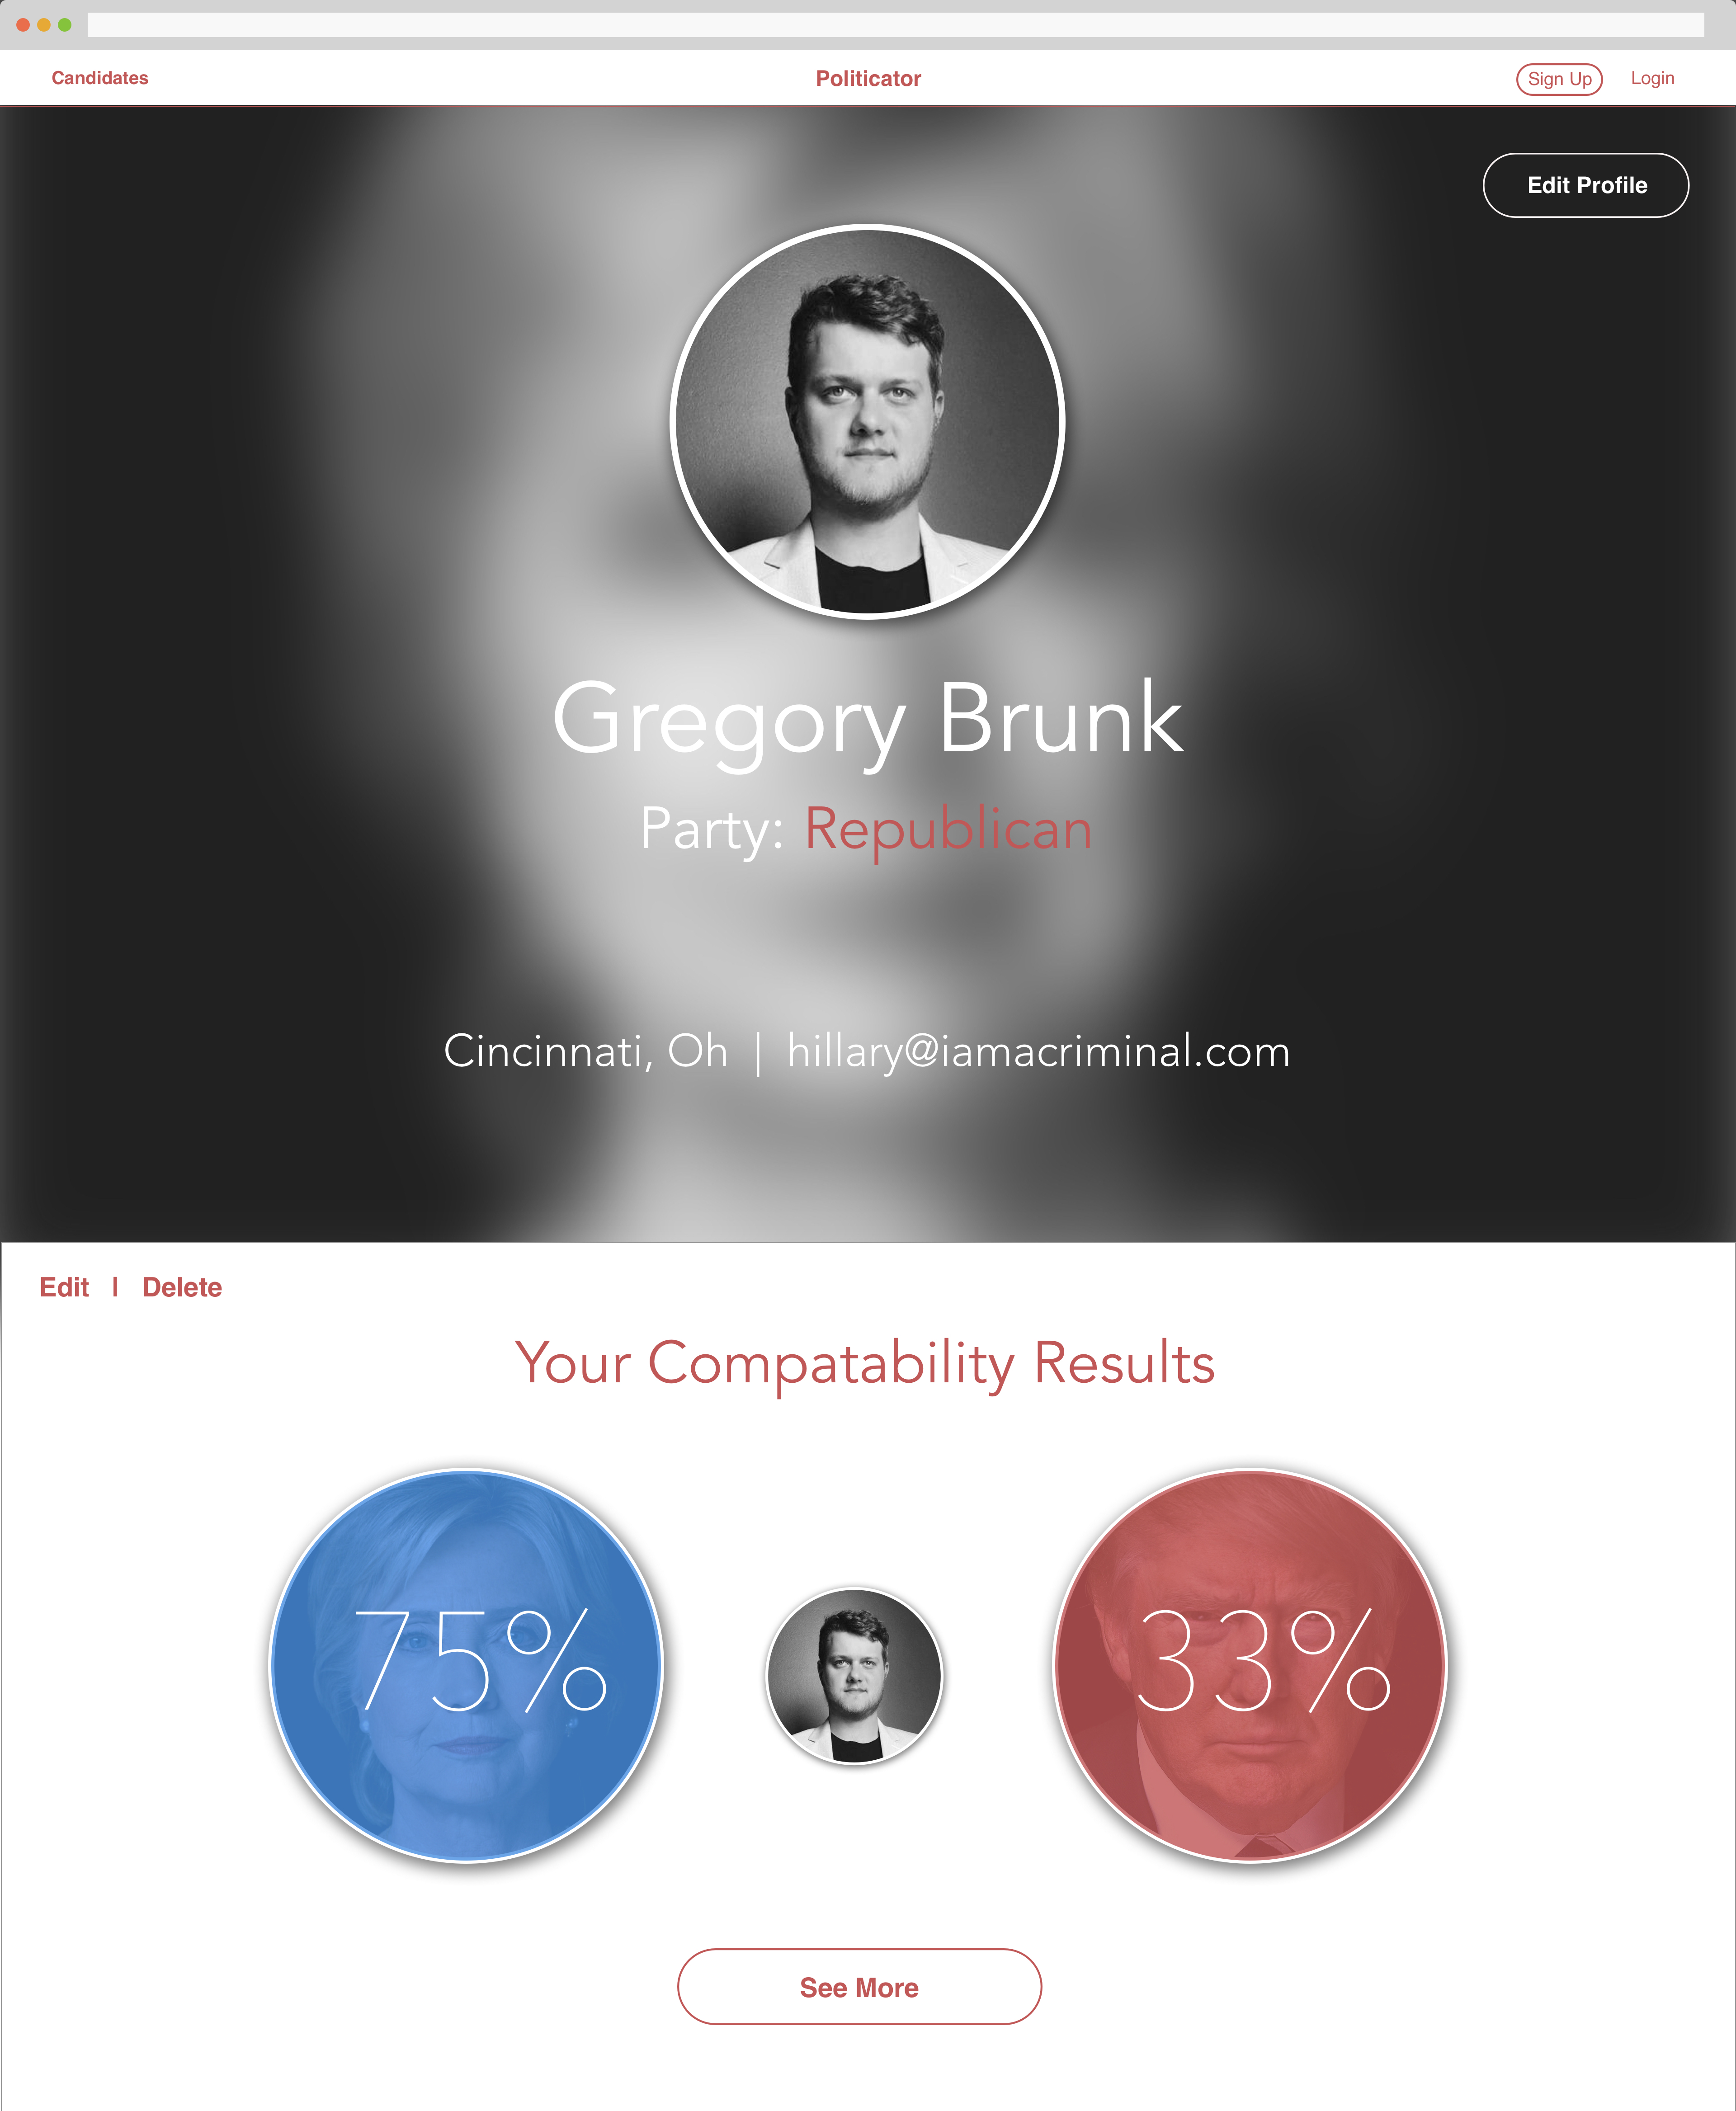 Candidates Politicator Sign Up Login
Edit Profile
Gregory Brunk
Party: Republican
Cincinnati, Oh | hillary@iamacriminal.com
Edit | Delete
Your Compatability Results
75% 33%
See More